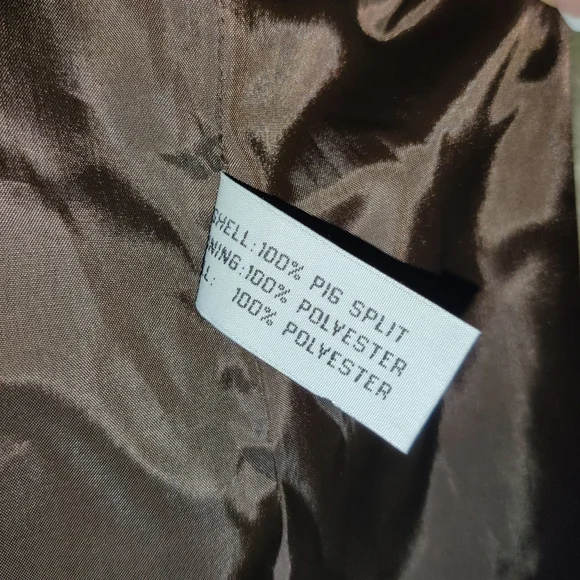 SHELL:100% PIG SPLIT
NING:100% POLYESTER
L: 100% POLYESTER